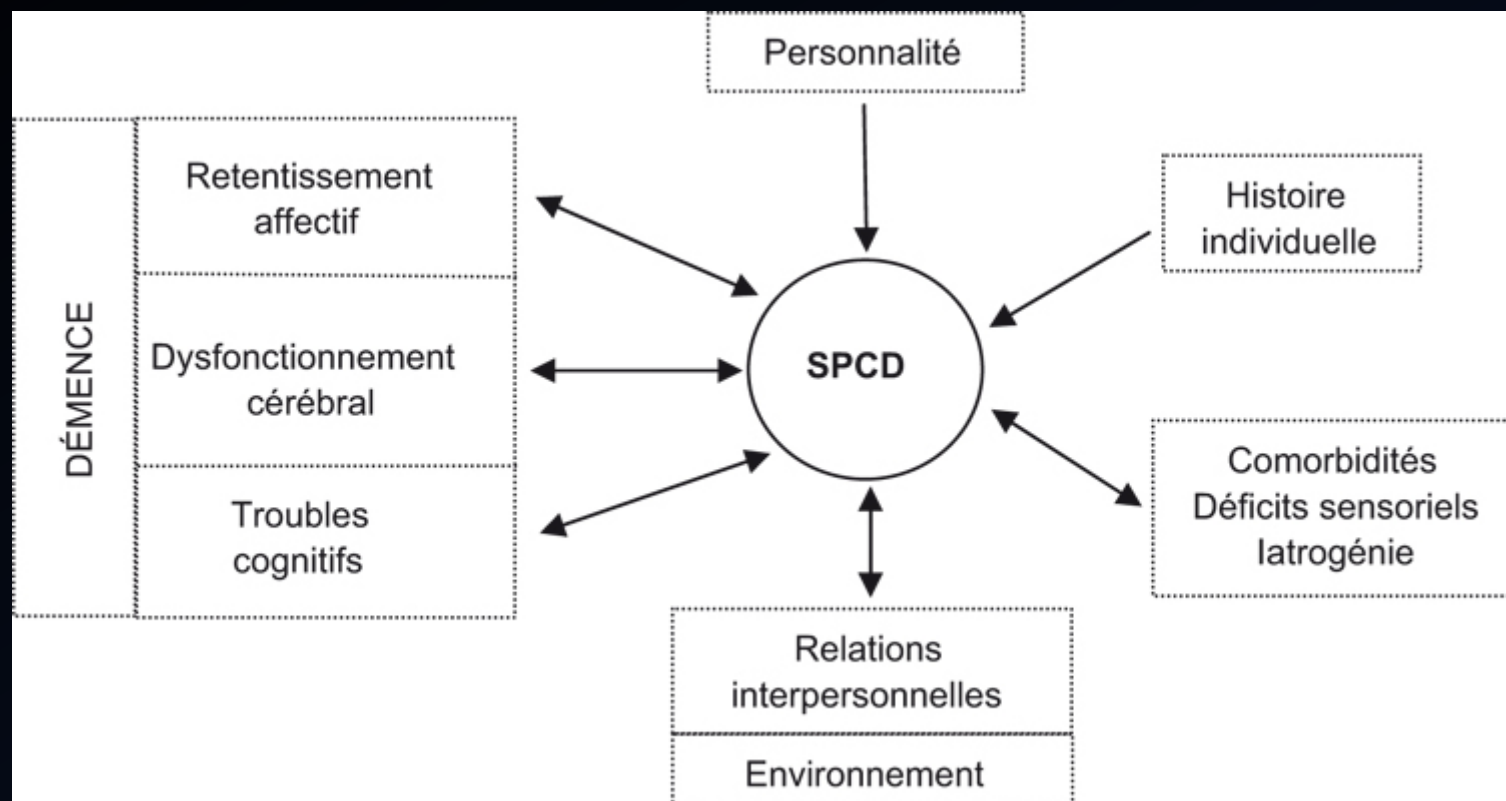 Personnalité
Retentissement
affectif
Histoire
individuelle
DÉMENCE
Dysfonctionnement
cérébral
SPCD
Comorbidités
Déficits sensoriels
Iatrogénie
Troubles
cognitifs
Relations
interpersonnelles
Environnement